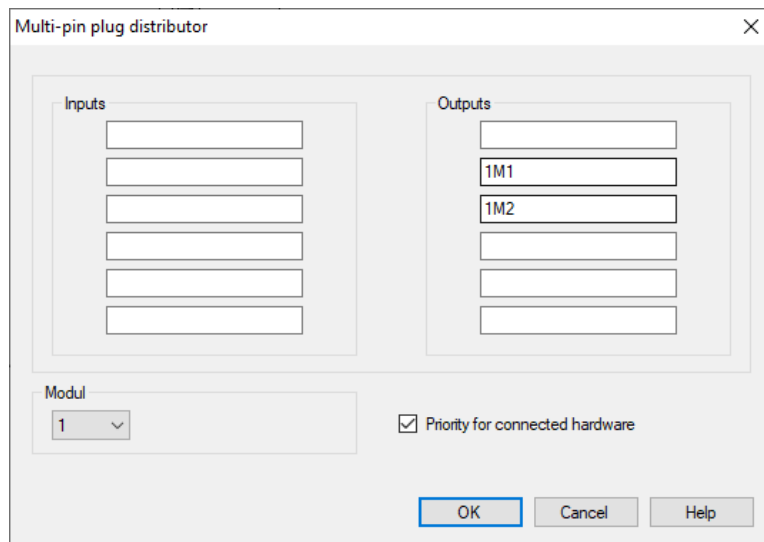 Multi-pin plug distributor
Inputs
Outputs
1M1
1M2
Modul
1
Priority for connected hardware
OK
Cancel
Help